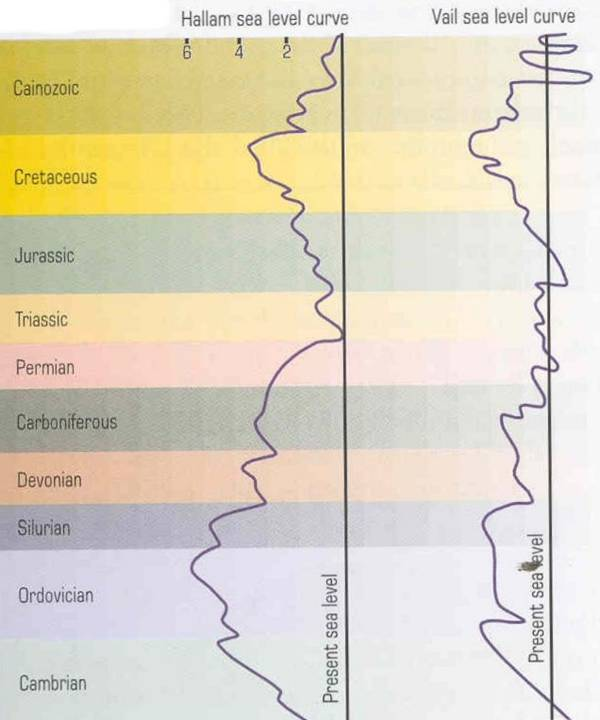 Hallam sea level curve
Vail sea level curve
6 4 2
Cainozoic
Cretaceous
Jurassic
Triassic
Permian
Carboniferous
Devonian
Silurian
Ordovician
Cambrian
Present sea level
Present sea level